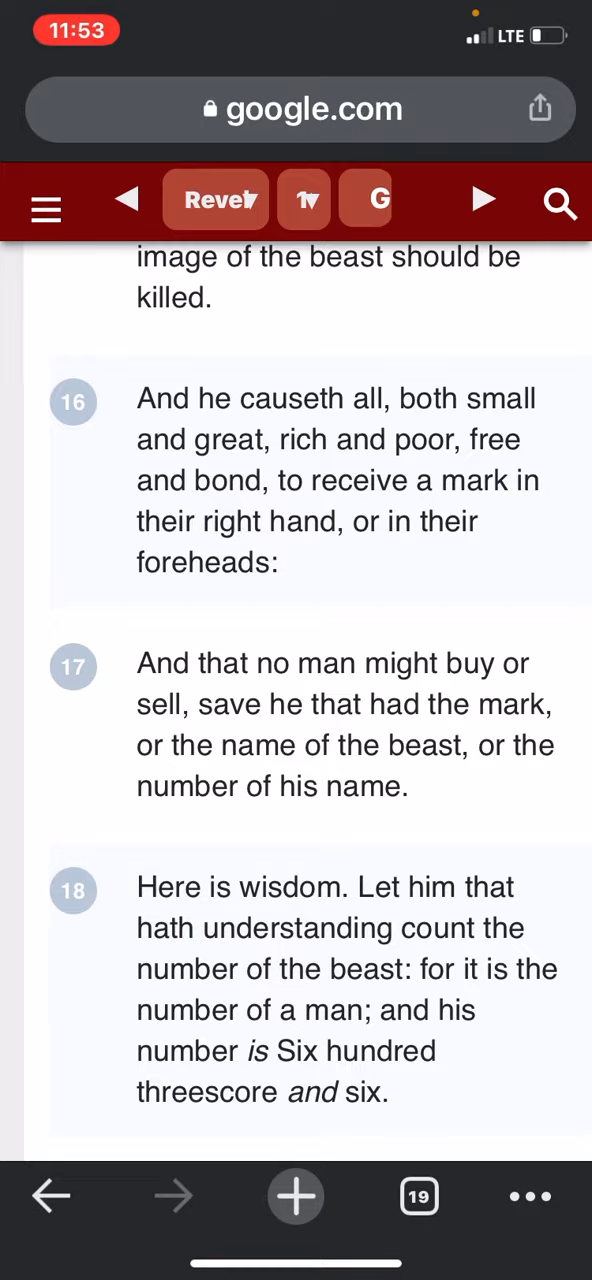 11:53
LTE
google.com
Revel
1
G
image of the beast should be
killed.
16
And he causeth all, both small
and great, rich and poor, free
and bond, to receive a mark in
their right hand, or in their
foreheads:
17
And that no man might buy or
sell, save he that had the mark,
or the name of the beast, or the
number of his name.
18
Here is wisdom. Let him that
hath understanding count the
number of the beast: for it is the
number of a man; and his
number is Six hundred
threescore and six.
19